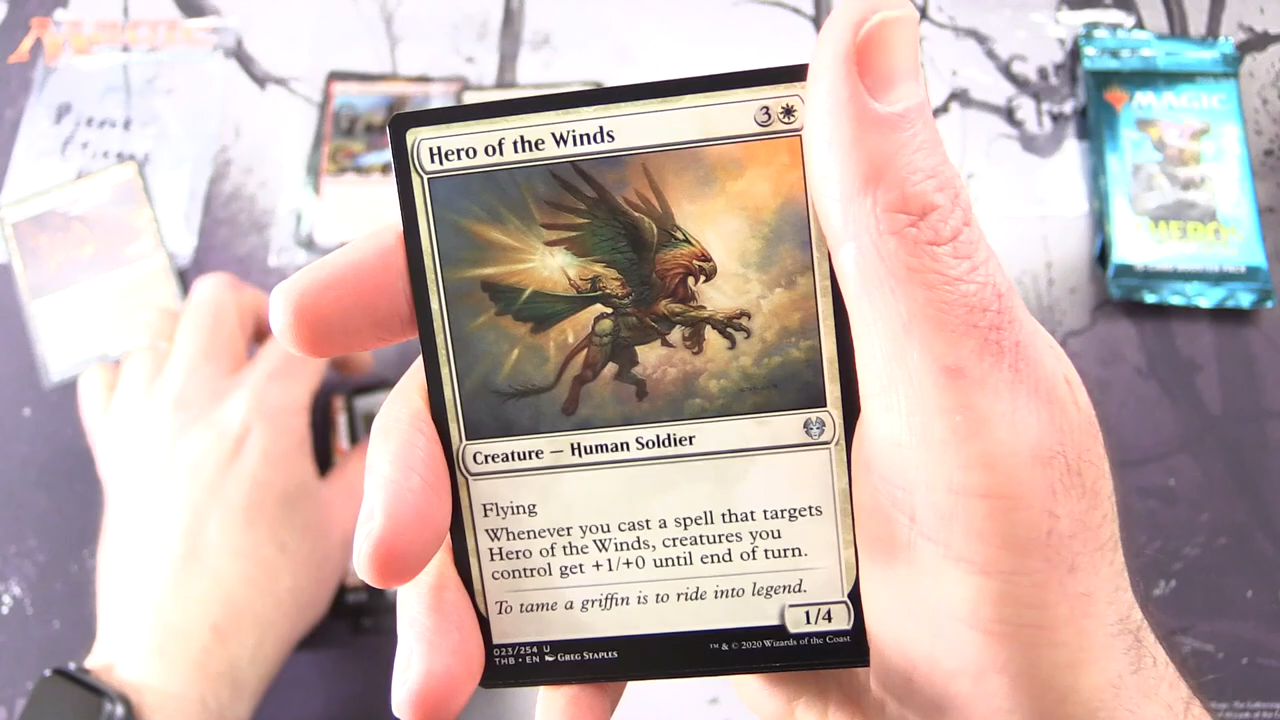 MAGIC
Hero of the Winds
3
Creature — Human Soldier
Flying
Whenever you cast a spell that targets
Hero of the Winds, creatures you
control get +1/+0 until end of turn.
To tame a griffin is to ride into legend.
1/4
023/254 U
THB • EN GREG STAPLES
™ & © 2020 Wizards of the Coast
MAGIC